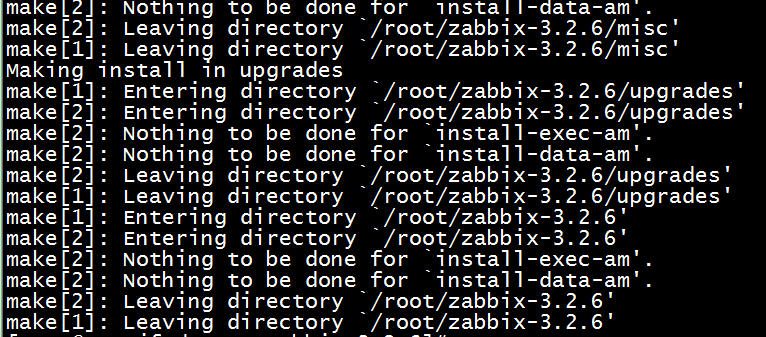 make[2]: Nothing to be done for `install-data-am'.
make[2]: Leaving directory `/root/zabbix-3.2.6/misc'
make[1]: Leaving directory `/root/zabbix-3.2.6/misc'
Making install in upgrades
make[1]: Entering directory `/root/zabbix-3.2.6/upgrades'
make[2]: Entering directory `/root/zabbix-3.2.6/upgrades'
make[2]: Nothing to be done for `install-exec-am'.
make[2]: Nothing to be done for `install-data-am'.
make[2]: Leaving directory `/root/zabbix-3.2.6/upgrades'
make[1]: Leaving directory `/root/zabbix-3.2.6/upgrades'
make[1]: Entering directory `/root/zabbix-3.2.6'
make[2]: Entering directory `/root/zabbix-3.2.6'
make[2]: Nothing to be done for `install-exec-am'.
make[2]: Nothing to be done for `install-data-am'.
make[2]: Leaving directory `/root/zabbix-3.2.6'
make[1]: Leaving directory `/root/zabbix-3.2.6'